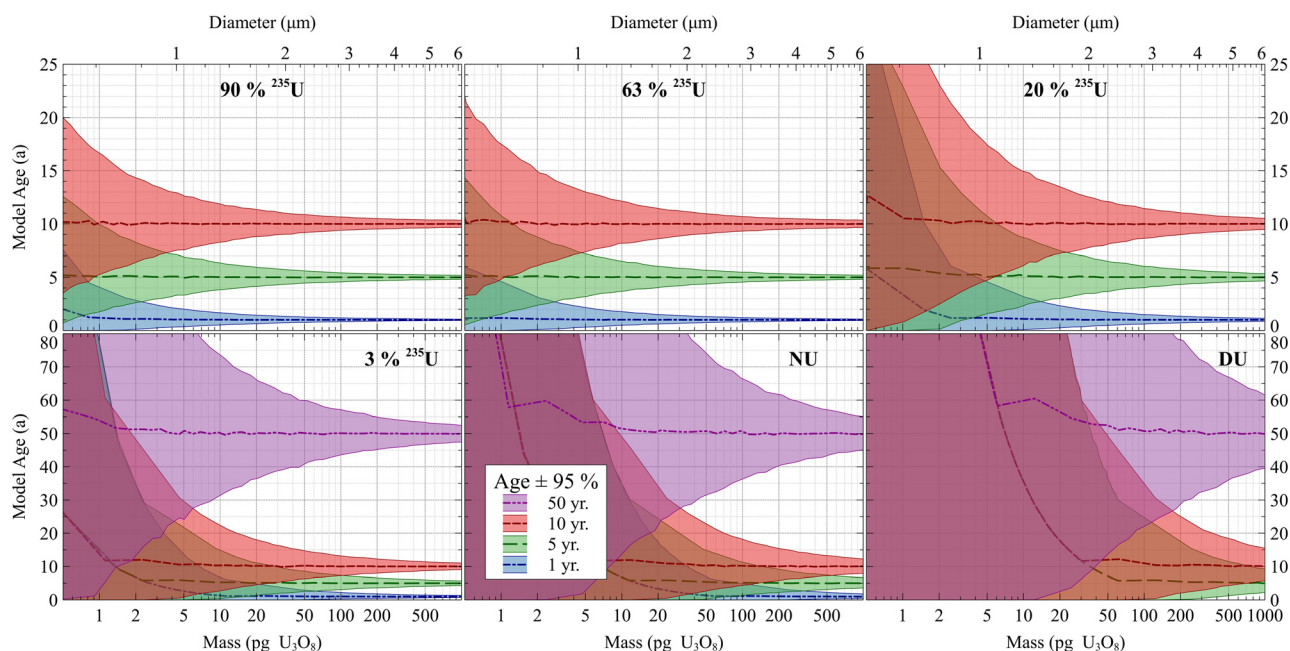 Diameter (μm) Diameter (μm) Diameter (μm)
1 2 3 4 5 6 1 2 3 4 5 6 1 2 3 4 5 6
90 % ²³⁵U 63 % ²³⁵U 20 % ²³⁵U
25 20 15 10 5 0
Model Age (a)
25 20 15 10 5 0
3 % ²³⁵U NU DU
80 70 60 50 40 30 20 10 0
Model Age (a)
80 70 60 50 40 30 20 10 0
Age ± 95 %
50 yr.
10 yr.
5 yr.
1 yr.
1 2 5 10 20 50 100 200 500 1 2 5 10 20 50 100 200 500 1 2 5 10 20 50 100 200 500 1000
Mass (pg U₃O₈) Mass (pg U₃O₈) Mass (pg U₃O₈)